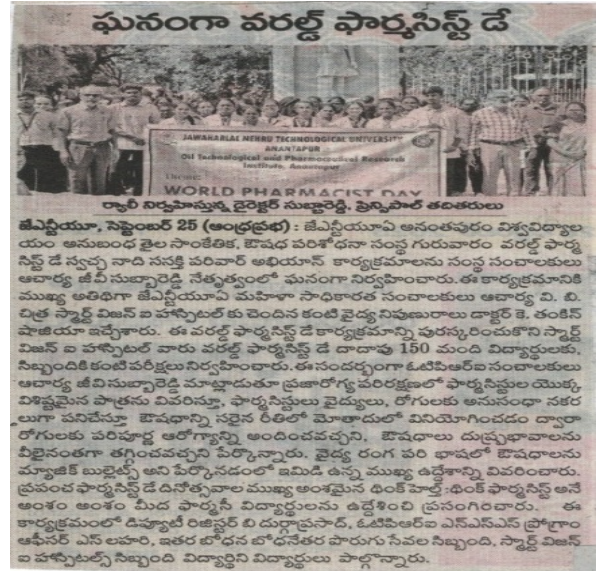 ఘనంగా వరల్డ్ ఫార్మసిస్ట్ డే
JAWAHARLAL NEHRU TECHNOLOGICAL UNIVERSITY
ANANTAPUR
Oil Technological and Pharmaceutical Research
Institute, Anantapur
WORLD PHARMACIST DAY
ర్యాలీ నిర్వహిస్తున్న డైరెక్టర్ సుబ్బారెడ్డి, ప్రిన్సిపాల్ తదితరులు
జేఎన్టీయూ, సెప్టెంబర్ 25 (ఆంధ్రప్రభ) : జేఎన్టీయూఏ అనంతపురం విశ్వవిద్యాల
యం అనుబంధ తైల సాంకేతిక, ఔషధ పరిశోధనా సంస్థ గురువారం వరల్డ్ ఫార్మ
సిస్ట్ డే స్వచ్ఛ నాది ససక్తి పరివార్ అభియాన్ కార్యక్రమాలను సంస్థ సంచాలకులు
ఆచార్య జీవీ సుబ్బారెడ్డి నేతృత్వంలో ఘనంగా నిర్వహించారు. ఈ కార్యక్రమానికి
ముఖ్య అతిథిగా జేఎన్టీయూఏ మహిళా సాధికారత సంచాలకులు ఆచార్య వి. బి.
చిత్ర స్మార్ట్ విజన్ ఐ హాస్పిటల్ కు చెందిన కంటి వైద్య నిపుణురాలు డాక్టర్ కె. తంకిన్
షాజియా ఇచ్చేశారు. ఈ వరల్డ్ ఫార్మసిస్ట్ డే కార్యక్రమాన్ని పురస్కరించుకొని స్మార్ట్
విజన్ ఐ హాస్పిటల్ వారు వరల్డ్ ఫార్మసిస్ట్ డే దాదాపు 150 మంది విద్యార్థులకు,
సిబ్బందికి కంటి పరీక్షలు నిర్వహించారు. ఈ సందర్భంగా ఓటిపిఆర్ఐ సంచాలకులు
ఆచార్య జీవి సుబ్బారెడ్డి మాట్లాడుతూ ప్రజారోగ్య పరిరక్షణలో ఫార్మసిస్టుల యొక్క
విశిష్టమైన పాత్రను వివరిస్తూ, ఫార్మసిస్టులు వైద్యులు, రోగులకు అనుసంధా నకర
లుగా పనిచేస్తూ ఔషధాన్ని సరైన రీతిలో మోతాదులో వినియోగించడం ద్వారా
రోగులకు పరిపూర్ణ ఆరోగ్యాన్ని అందించవచ్చని, ఔషధాలు దుష్ప్రభావాలను
వీలైనంతగా తగ్గించవచ్చని పేర్కొన్నారు. వైద్య రంగ పరి భాషలో ఔషధాలను
మ్యాజిక్ బుల్లెట్స్ అని పేర్కొనడంలో ఇమిడి ఉన్న ముఖ్య ఉద్దేశాన్ని వివరించారు.
ప్రపంచ ఫార్మసిస్ట్ డే దినోత్సవాల ముఖ్య అంశమైన థింక్ హెల్త్ :థింక్ ఫార్మసిస్ట్ అనే
అంశం అంశం మీద ఫార్మసీ విద్యార్థులను ఉద్దేశించి ప్రసంగించారు. ఈ
కార్యక్రమంలో డిప్యూటీ రిజిస్టర్ బి దుర్గాప్రసాద్, ఓటిపిఆర్ఐ ఎన్ఎస్ఎస్ ప్రోగ్రాం
ఆఫీసర్ ఎస్ లహరి, ఇతర బోధన బోధనేతర పొరుగు సేవల సిబ్బంది, స్మార్ట్ విజన్
ఐ హాస్పిటల్స్ సిబ్బంది విద్యార్థిని విద్యార్థులు పాల్గొన్నారు.